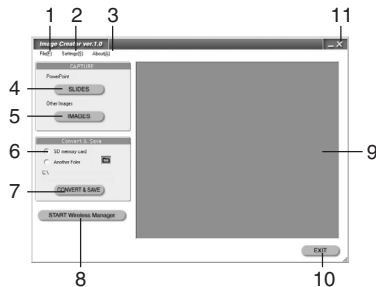 1 2 3 11
Image Creator ver.1.0
File(F) Settings(S) About(A)
CAPTURE
PowerPoint
4 SLIDES
Other Images
5 IMAGES
Convert & Save
6 SD memory card
9
Another Folder
C:\
7 CONVERT & SAVE
START Wireless Manager
EXIT
8 10